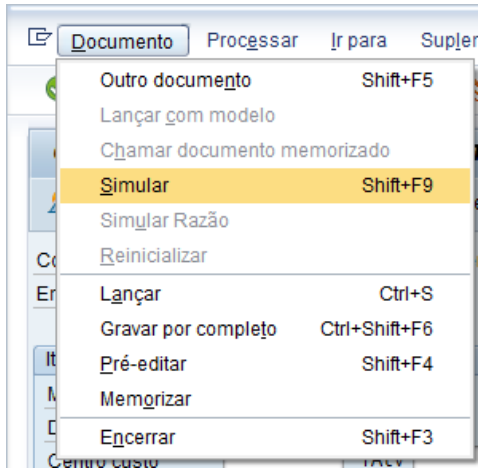 Documento Processar Ir para Suplem
Outro documento Shift+F5
Lançar com modelo
Chamar documento memorizado
Simular Shift+F9
Simular Razão
Reinicializar
Lançar Ctrl+S
Gravar por completo Ctrl+Shift+F6
Pré-editar Shift+F4
Memorizar
Encerrar Shift+F3
Centro custo